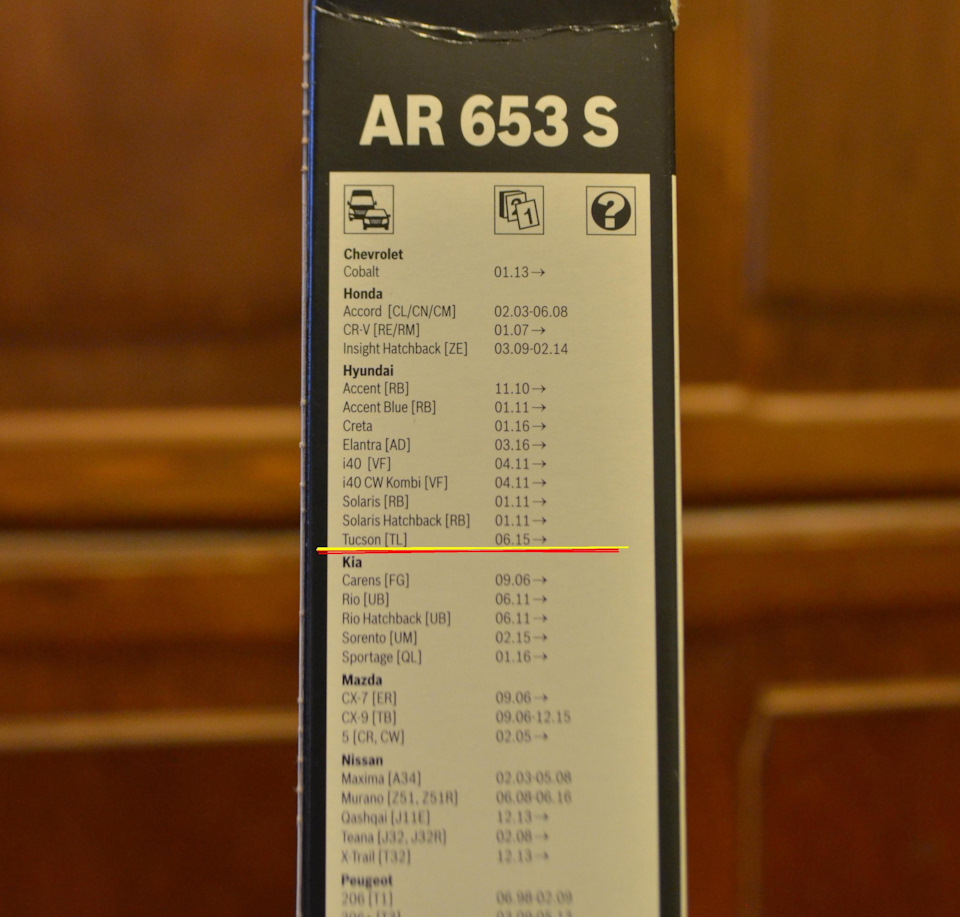 AR 653 S
2 1 ?
Chevrolet
Cobalt 01.13→
Honda
Accord [CL/CN/CM] 02.03-06.08
CR-V [RE/RM] 01.07→
Insight Hatchback [ZE] 03.09-02.14
Hyundai
Accent [RB] 11.10→
Accent Blue [RB] 01.11→
Creta 01.16→
Elantra [AD] 03.16→
i40 [VF] 04.11→
i40 CW Kombi [VF] 04.11→
Solaris [RB] 01.11→
Solaris Hatchback [RB] 01.11→
Tucson [TL] 06.15→
Kia
Carens [FG] 09.06→
Rio [UB] 06.11→
Rio Hatchback [UB] 06.11→
Sorento [UM] 02.15→
Sportage [QL] 01.16→
Mazda
CX-7 [ER] 09.06→
CX-9 [TB] 09.06-12.15
5 [CR, CW] 02.05→
Nissan
Maxima [A34] 02.03-05.08
Murano [Z51, Z51R] 06.08-06.16
Qashqai [J11E] 12.13→
Teana [J32, J32R] 02.08→
X-Trail [T32] 12.13→
Peugeot
206 [T1] 06.98-02.09